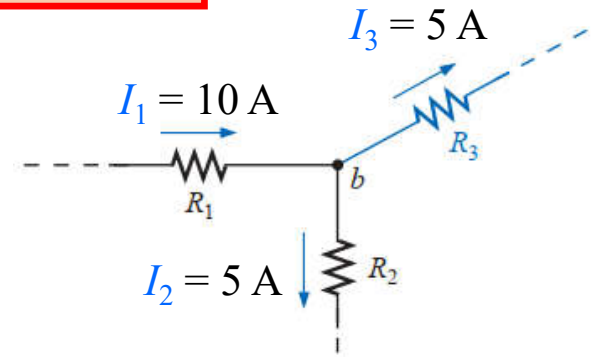 I₃ = 5 A
I₁ = 10 A
R₃
b
R₁
I₂ = 5 A
R₂